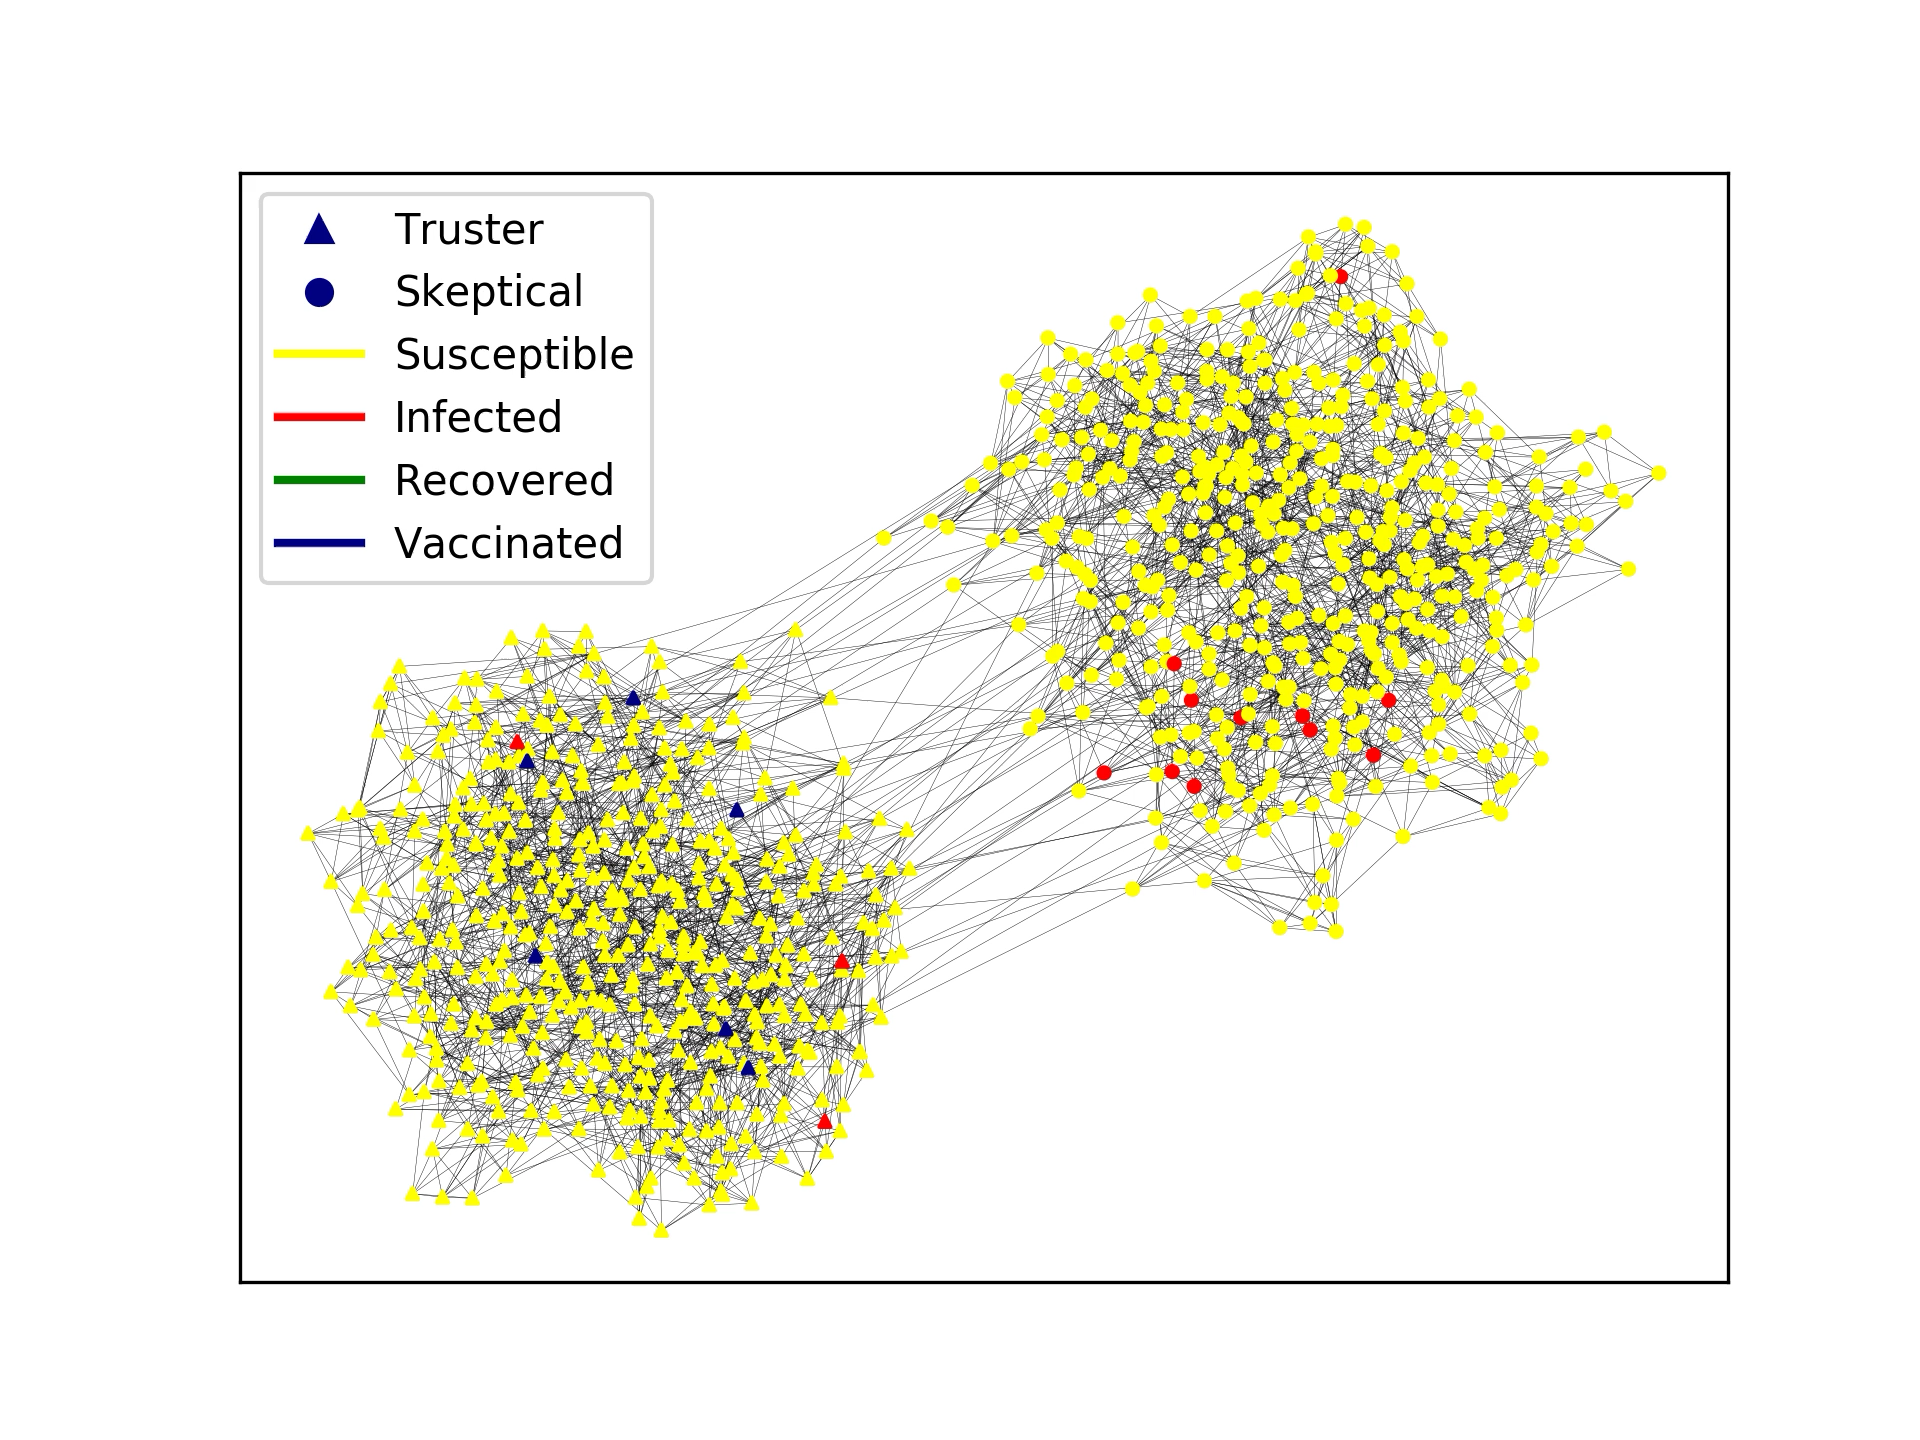 Truster
Skeptical
Susceptible
Infected
Recovered
Vaccinated